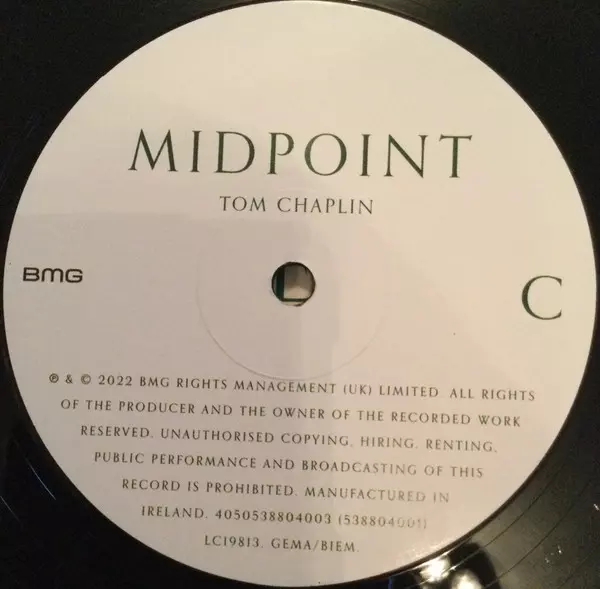 MIDPOINT
TOM CHAPLIN
BMG
C
℗ & © 2022 BMG RIGHTS MANAGEMENT (UK) LIMITED. ALL RIGHTS
OF THE PRODUCER AND THE OWNER OF THE RECORDED WORK
RESERVED. UNAUTHORISED COPYING, HIRING, RENTING,
PUBLIC PERFORMANCE AND BROADCASTING OF THIS
RECORD IS PROHIBITED. MANUFACTURED IN
IRELAND. 4050538804003 (538804001)
LC19813. GEMA/BIEM.